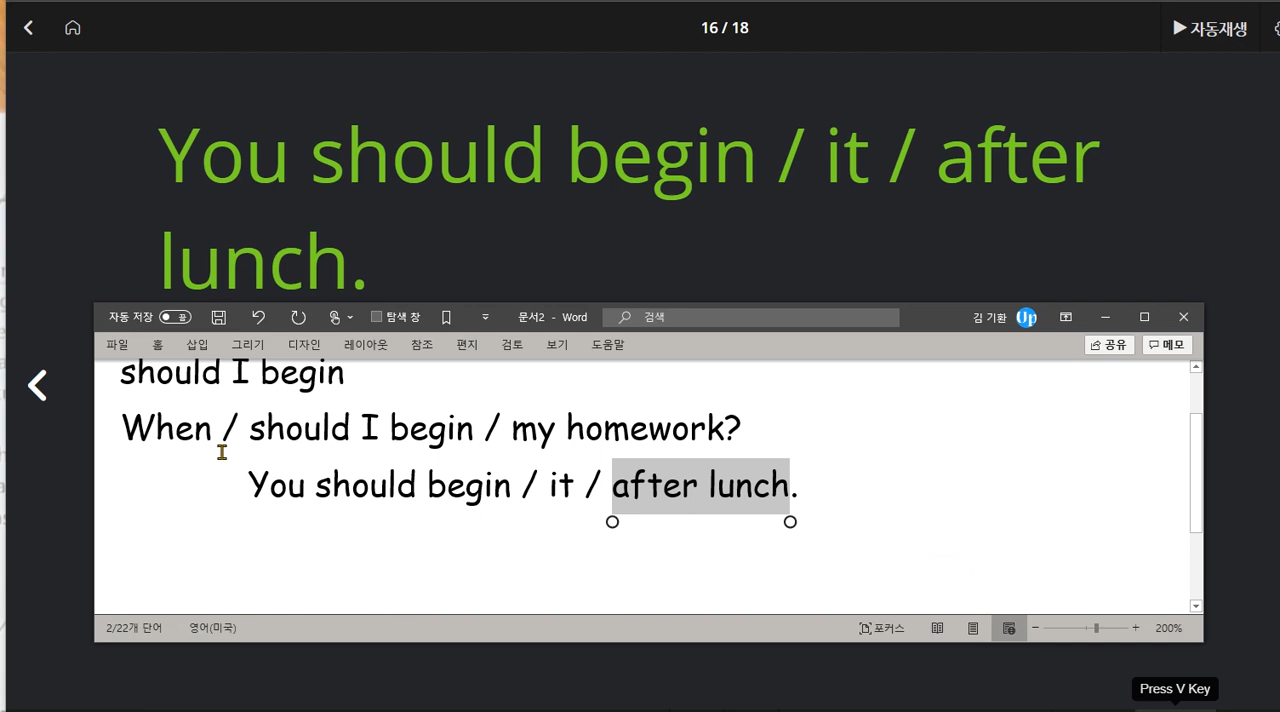 16 / 18
▶ 자동재생
You should begin / it / after
lunch.
자동 저장 끔 탐색 창 문서2 - Word 검색 김 기환 Up
파일 홈 삽입 그리기 디자인 레이아웃 참조 편지 검토 보기 도움말 공유 메모
should I begin
When / should I begin / my homework?
You should begin / it / after lunch.
2/22개 단어 영어(미국) 포커스 - + 200%
Press V Key